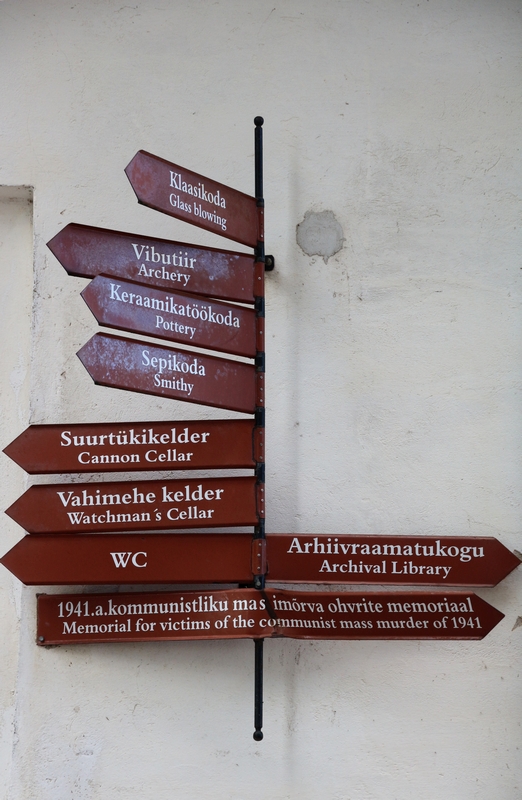 Klaasikoda
Glass blowing
Vibutiir
Archery
Keraamikatöökoda
Pottery
Sepikoda
Smithy
Suurtükikelder
Cannon Cellar
Vahimehe kelder
Watchman´s Cellar
WC
Arhiivraamatukogu
Archival Library
1941.a.kommunistliku massimõrva ohvrite memoriaal
Memorial for victims of the communist mass murder of 1941